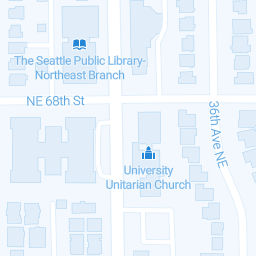 The Seattle Public Library-
Northeast Branch
NE 68th St
36th Ave NE
University
Unitarian Church